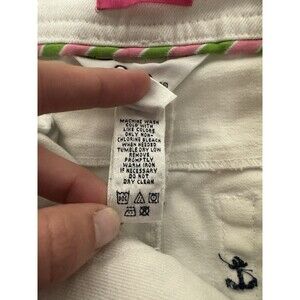 MACHINE WASH
COLD WITH
LIKE COLORS
ONLY NON-
CHLORINE BLEACH
WHEN NEEDED
TUMBLE DRY LOW
REMOVE
PROMPTLY
WARM IRON
IF NECESSARY
DO NOT
DRY CLEAN